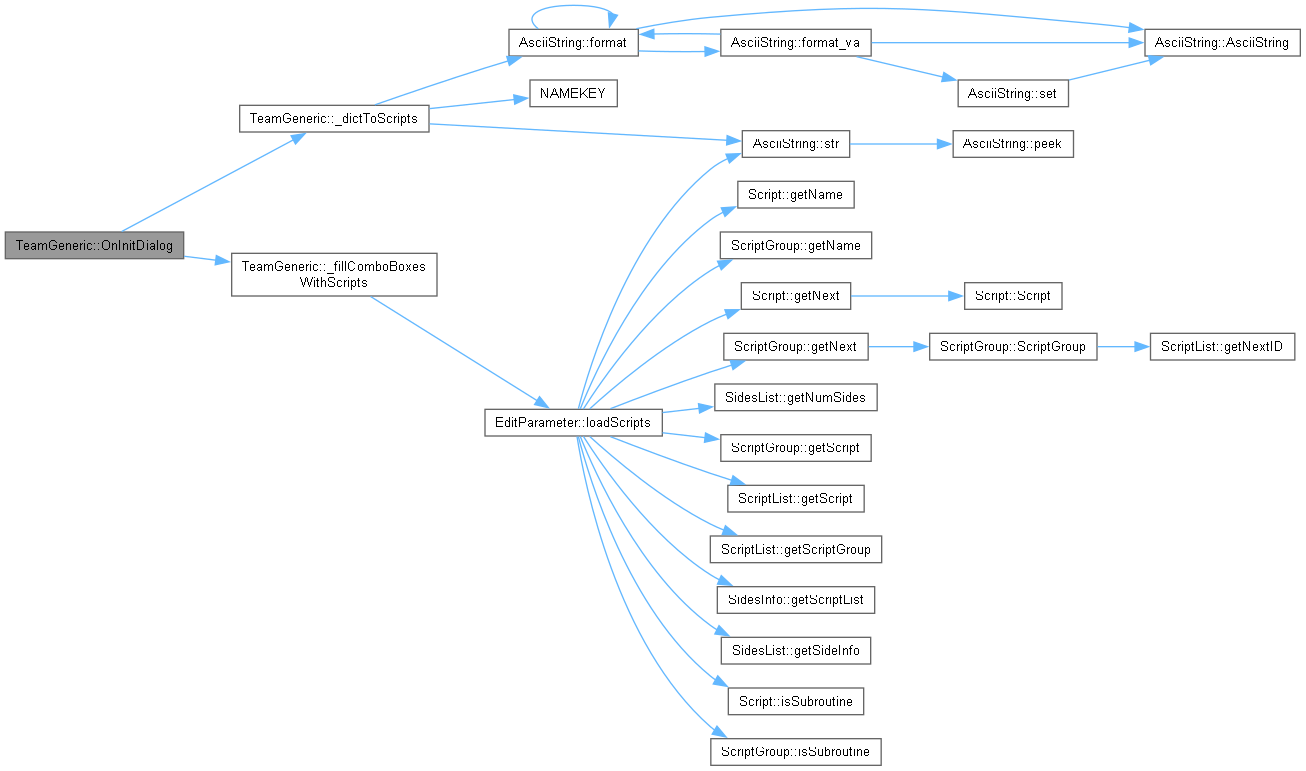 AsciiString::format
AsciiString::format_va
AsciiString::AsciiString
NAMEKEY
AsciiString::set
TeamGeneric::_dictToScripts
AsciiString::str
AsciiString::peek
Script::getName
TeamGeneric::OnInitDialog
ScriptGroup::getName
TeamGeneric::_fillComboBoxes
WithScripts
Script::getNext
Script::Script
ScriptGroup::getNext
ScriptGroup::ScriptGroup
ScriptList::getNextID
SidesList::getNumSides
EditParameter::loadScripts
ScriptGroup::getScript
ScriptList::getScript
ScriptList::getScriptGroup
SidesInfo::getScriptList
SidesList::getSideInfo
Script::isSubroutine
ScriptGroup::isSubroutine